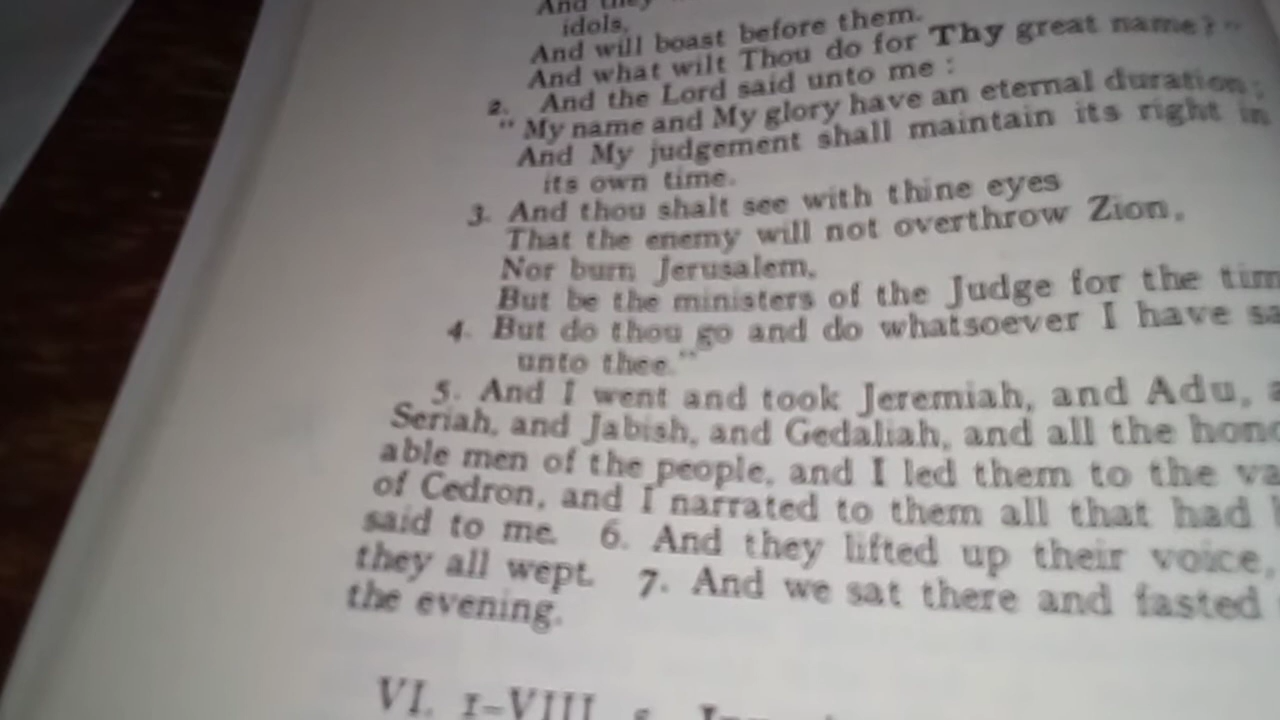 And they
idols,
And will boast before them.
And what wilt Thou do for Thy great name?"
2. And the Lord said unto me :
" My name and My glory have an eternal duration;
And My judgement shall maintain its right in
its own time.
3. And thou shalt see with thine eyes
That the enemy will not overthrow Zion,
Nor burn Jerusalem,
But be the ministers of the Judge for the tim
4. But do thou go and do whatsoever I have sa
unto thee."
5. And I went and took Jeremiah, and Adu, a
Seriah, and Jabish, and Gedaliah, and all the hono
able men of the people, and I led them to the va
of Cedron, and I narrated to them all that had
said to me. 6. And they lifted up their voice,
they all wept. 7. And we sat there and fasted
the evening.
VI. 1–VIII. 5.